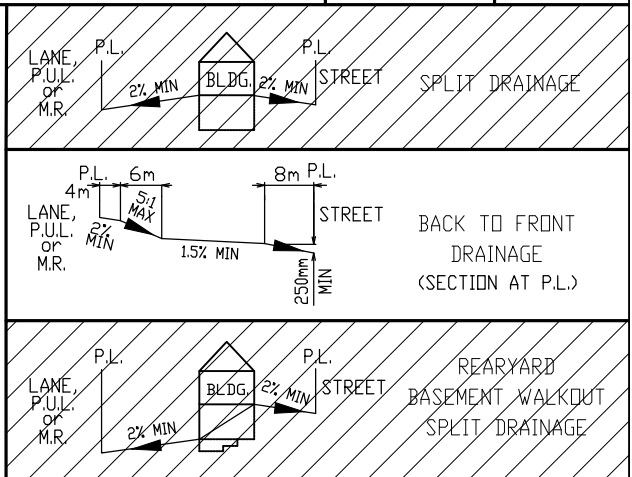 P.L.
P.L.
LANE,
P.U.L.
or
M.R.
2% MIN
BLDG.
2% MIN
STREET
SPLIT DRAINAGE
P.L.
6m
8m
P.L.
4m
5:1
MAX
LANE,
P.U.L.
or
M.R.
2%
MIN
1.5% MIN
STREET
250mm
MIN
BACK TO FRONT
DRAINAGE
(SECTION AT P.L.)
P.L.
P.L.
LANE,
P.U.L.
or
M.R.
2% MIN
BLDG.
2% MIN
STREET
REARYARD
BASEMENT WALKOUT
SPLIT DRAINAGE